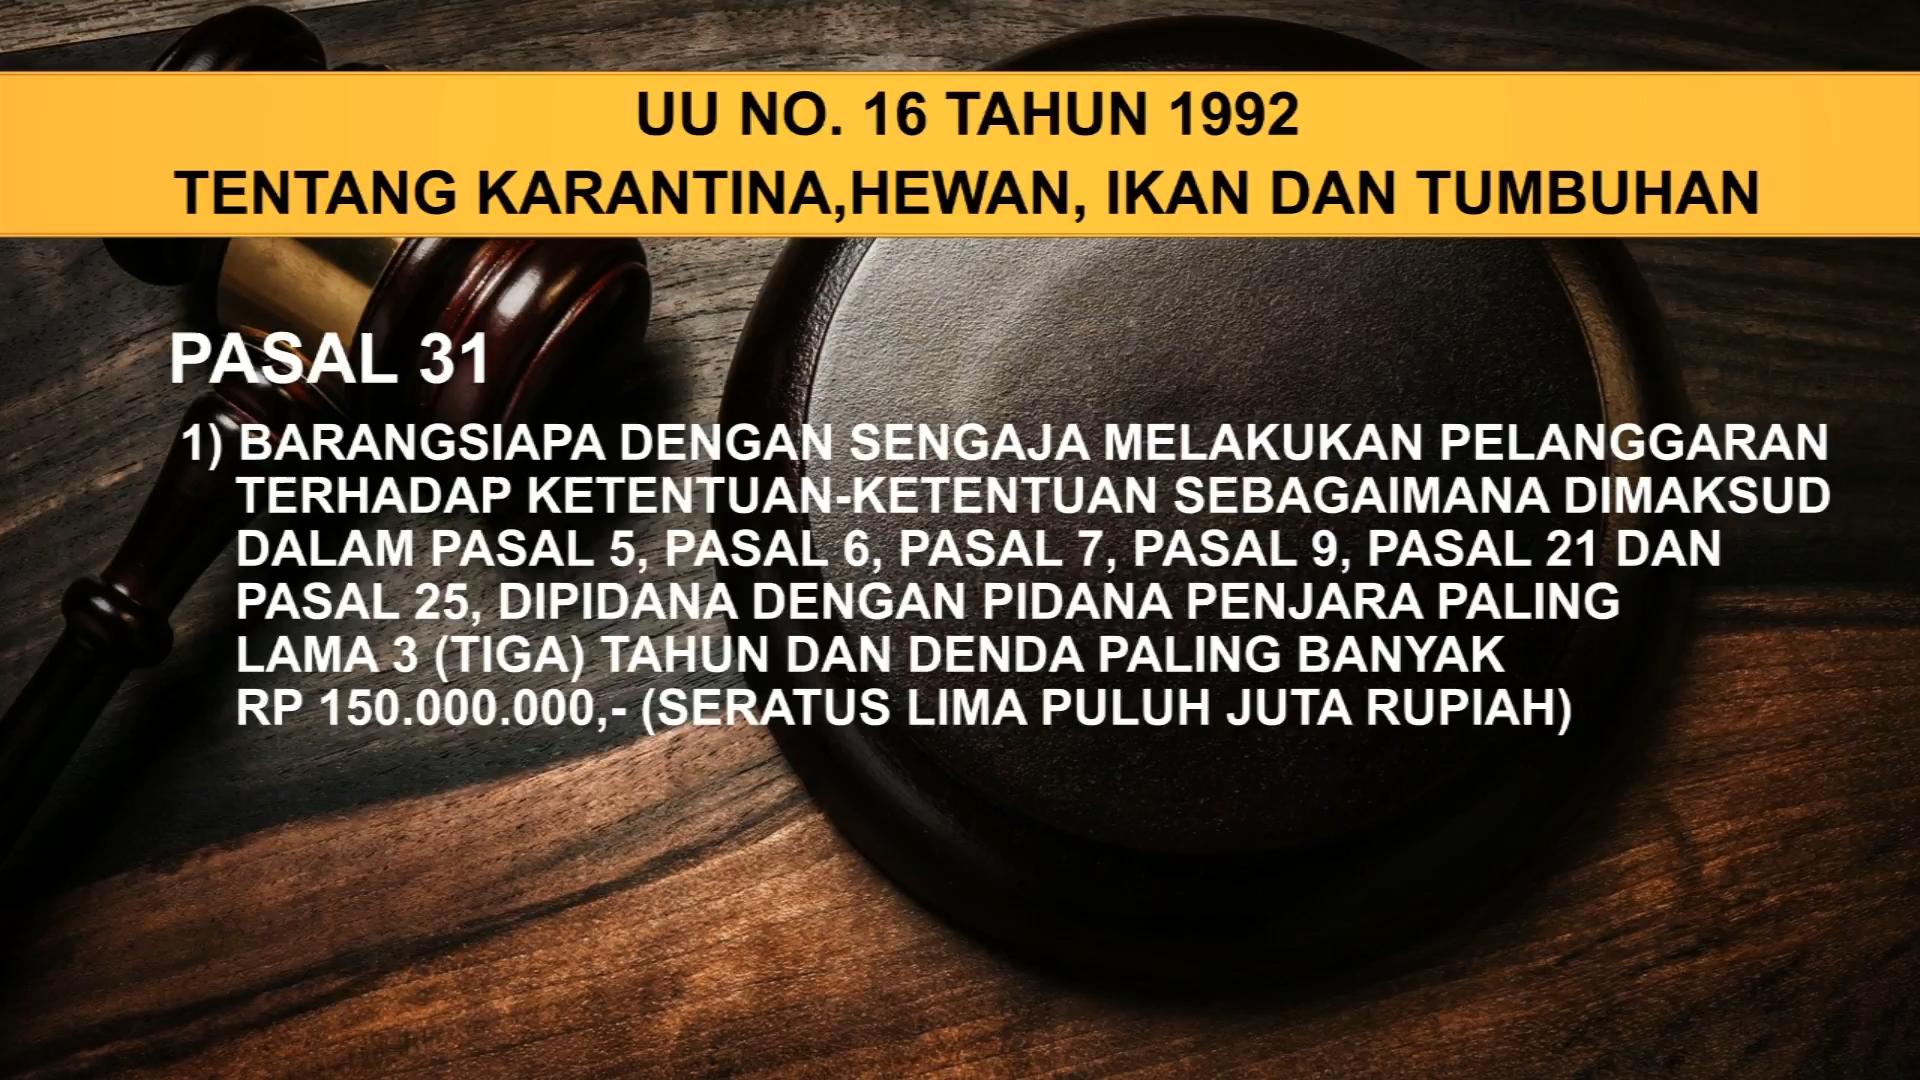 UU NO. 16 TAHUN 1992
TENTANG KARANTINA,HEWAN, IKAN DAN TUMBUHAN
PASAL 31
1) BARANGSIAPA DENGAN SENGAJA MELAKUKAN PELANGGARAN
TERHADAP KETENTUAN-KETENTUAN SEBAGAIMANA DIMAKSUD
DALAM PASAL 5, PASAL 6, PASAL 7, PASAL 9, PASAL 21 DAN
PASAL 25, DIPIDANA DENGAN PIDANA PENJARA PALING
LAMA 3 (TIGA) TAHUN DAN DENDA PALING BANYAK
RP 150.000.000,- (SERATUS LIMA PULUH JUTA RUPIAH)